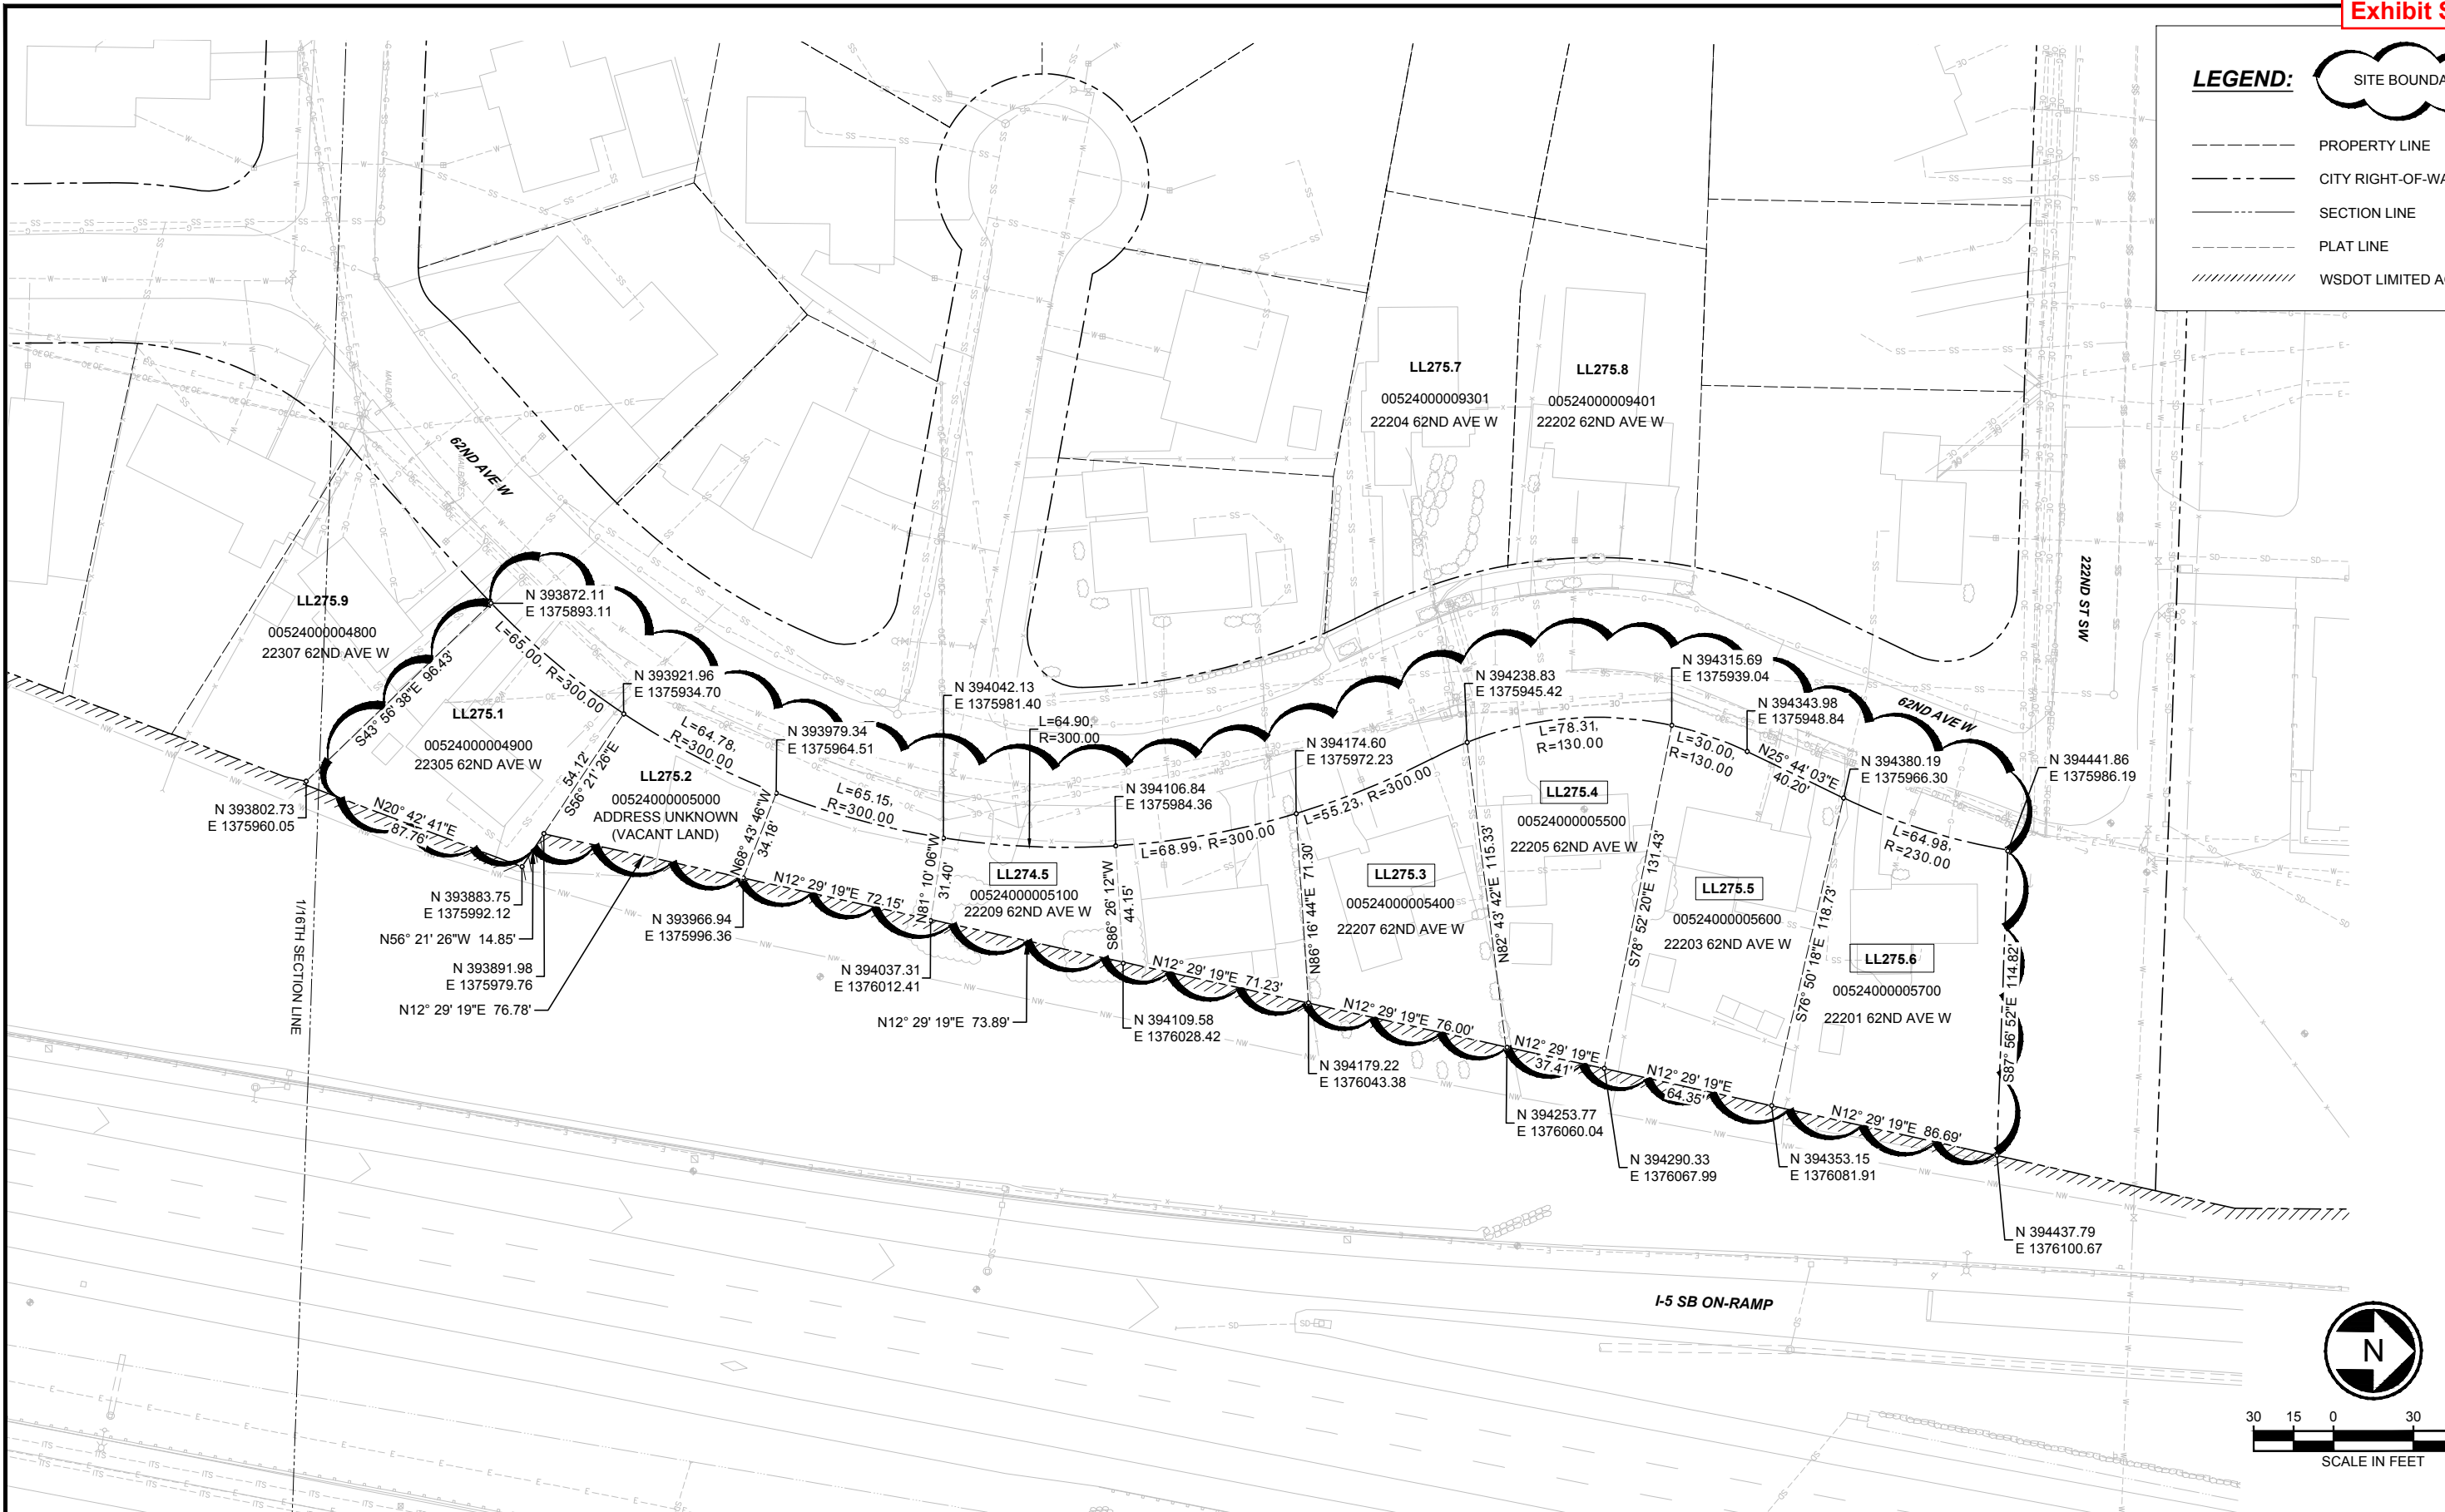 Exhibit S
LEGEND:
SITE BOUNDA
PROPERTY LINE
CITY RIGHT-OF-WA
SECTION LINE
PLAT LINE
WSDOT LIMITED A
LL275.7
00524000009301
22204 62ND AVE W
LL275.8
00524000009401
22202 62ND AVE W
62ND AVE W
222ND ST SW
LL275.9
00524000004800
22307 62ND AVE W
N 393872.11
E 1375893.11
L=65.00, R=300.00
S43° 56' 38"E 96.43'
N 393921.96
E 1375934.70
LL275.1
00524000004900
22305 62ND AVE W
54.12'
S56° 21' 26"E
L=64.78,
R=300.00
N 393979.34
E 1375964.51
LL275.2
00524000005000
ADDRESS UNKNOWN
(VACANT LAND)
N68° 43' 46"W
34.18'
L=65.15,
R=300.00
N 394042.13
E 1375981.40
L=64.90,
R=300.00
N 394106.84
E 1375984.36
N 394174.60
E 1375972.23
L=68.99, R=300.00
L=55.23, R=300.00
N 394238.83
E 1375945.42
L=78.31,
R=130.00
N 394315.69
E 1375939.04
L=30.00,
R=130.00
N 394343.98
E 1375948.84
N25° 44' 03"E
40.20'
62ND AVE W
N 394380.19
E 1375966.30
N 394441.86
E 1375986.19
L=64.98,
R=230.00
N 393802.73
E 1375960.05
N20° 42' 41"E
87.76'
N 393883.75
E 1375992.12
N56° 21' 26"W 14.85'
N 393891.98
E 1375979.76
N12° 29' 19"E 76.78'
N 393966.94
E 1375996.36
N12° 29' 19"E 72.15'
N81° 10' 06"W
31.40'
LL274.5
00524000005100
22209 62ND AVE W
S86° 26' 12"W
44.15'
N 394037.31
E 1376012.41
N12° 29' 19"E 73.89'
N 394109.58
E 1376028.42
N12° 29' 19"E 71.23'
LL275.3
00524000005400
22207 62ND AVE W
N86° 16' 44"E 71.30'
N 394179.22
E 1376043.38
N12° 29' 19"E 76.00'
LL275.4
00524000005500
22205 62ND AVE W
N82° 43' 42"E 115.33'
N 394253.77
E 1376060.04
N12° 29' 19"E
37.41'
S78° 52' 20"E 131.43'
LL275.5
00524000005600
22203 62ND AVE W
N 394290.33
E 1376067.99
N12° 29' 19"E
64.35'
S76° 50' 18"E 118.73'
LL275.6
00524000005700
22201 62ND AVE W
N 394353.15
E 1376081.91
N12° 29' 19"E 86.69'
S87° 56' 52"E 114.82'
N 394437.79
E 1376100.67
1/16TH SECTION LINE
I-5 SB ON-RAMP
N
30 15 0 30
SCALE IN FEET